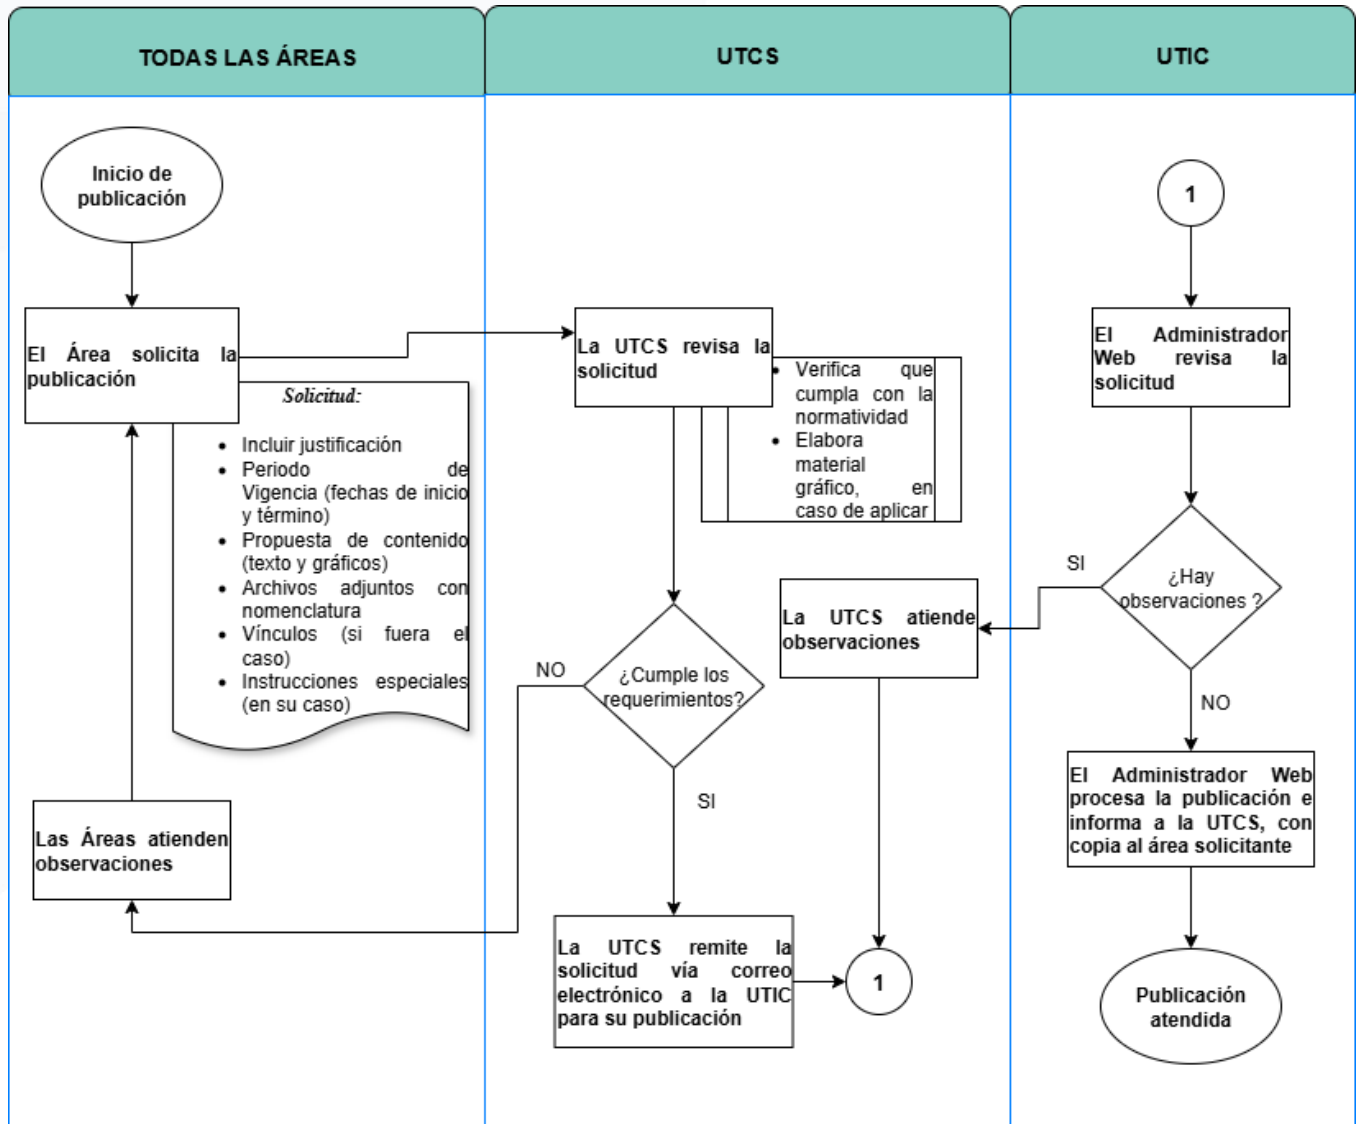 TODAS LAS ÁREAS
UTCS
UTIC
Inicio de
publicación
El Área solicita la
publicación
Solicitud:
• Incluir justificación
• Periodo de
Vigencia (fechas de inicio
y término)
• Propuesta de contenido
(texto y gráficos)
• Archivos adjuntos con
nomenclatura
• Vínculos (si fuera el
caso)
• Instrucciones especiales
(en su caso)
Las Áreas atienden
observaciones
La UTCS revisa la
solicitud
• Verifica que
cumpla con la
normatividad
• Elabora
material
gráfico, en
caso de aplicar
¿Cumple los
requerimientos?
NO
SI
La UTCS remite la
solicitud vía correo
electrónico a la UTIC
para su publicación
La UTCS atiende
observaciones
1
1
El Administrador
Web revisa la
solicitud
¿Hay
observaciones ?
SI
NO
El Administrador Web
procesa la publicación e
informa a la UTCS, con
copia al área solicitante
Publicación
atendida